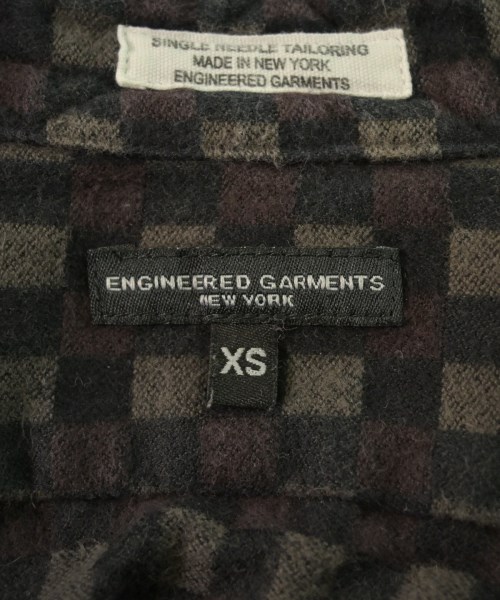 SINGLE NEEDLE TAILORING
MADE IN NEW YORK
ENGINEERED GARMENTS
ENGINEERED GARMENTS
NEW YORK
XS